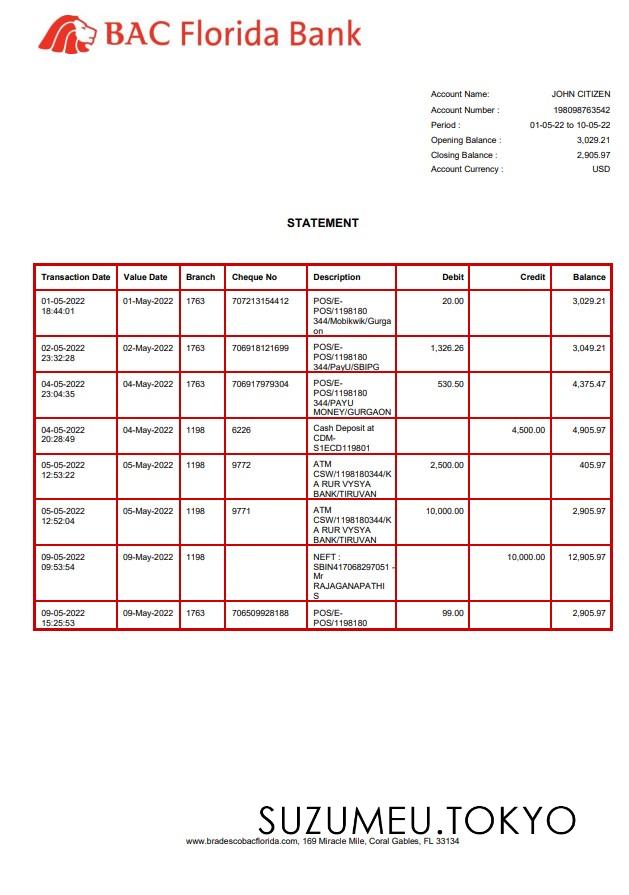 BAC Florida Bank
Account Name: JOHN CITIZEN
Account Number : 198098763542
Period : 01-05-22 to 10-05-22
Opening Balance : 3,029.21
Closing Balance : 2,905.97
Account Currency : USD
STATEMENT
Transaction Date Value Date Branch Cheque No Description Debit Credit Balance
01-05-2022 01-May-2022 1763 707213154412 POS/E- 20.00 3,029.21
18:44:01 POS/1198180
344/Mobikwik/Gurga
on
02-05-2022 02-May-2022 1763 706918121699 POS/E- 1,326.26 3,049.21
23:32:28 POS/1198180
344/PayU/SBIPG
04-05-2022 04-May-2022 1763 706917979304 POS/E- 530.50 4,375.47
23:04:35 POS/1198180
344/PAYU
MONEY/GURGAON
04-05-2022 04-May-2022 1198 6226 Cash Deposit at 4,500.00 4,905.97
20:28:49 CDM-
S1ECD119801
05-05-2022 05-May-2022 1198 9772 ATM 2,500.00 405.97
12:53:22 CSW/1198180344/K
A RUR VYSYA
BANK/TIRUVAN
05-05-2022 05-May-2022 1198 9771 ATM 10,000.00 2,905.97
12:52:04 CSW/1198180344/K
A RUR VYSYA
BANK/TIRUVAN
09-05-2022 09-May-2022 1198 NEFT : 10,000.00 12,905.97
09:53:54 SBIN417068297051 -
Mr
RAJAGANAPATHI
S
09-05-2022 09-May-2022 1763 706509928188 POS/E- 99.00 2,905.97
15:25:53 POS/1198180
SUZUMEU.TOKYO
www.bradescobacflorida.com, 169 Miracle Mile, Coral Gables, FL 33134